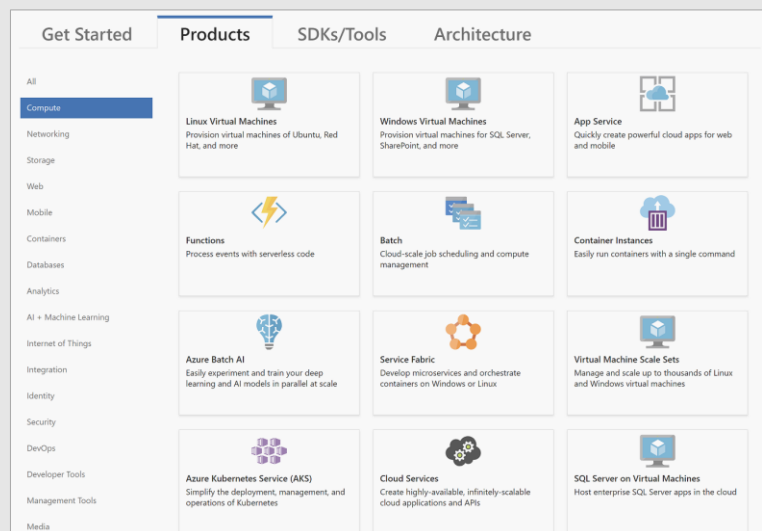 Get Started
Products
SDKs/Tools
Architecture
All
Compute
Networking
Storage
Web
Mobile
Containers
Databases
Analytics
AI + Machine Learning
Internet of Things
Integration
Identity
Security
DevOps
Developer Tools
Management Tools
Media
Linux Virtual Machines
Provision virtual machines of Ubuntu, Red
Hat, and more
Windows Virtual Machines
Provision virtual machines for SQL Server,
SharePoint, and more
App Service
Quickly create powerful cloud apps for web
and mobile
Functions
Process events with serverless code
Batch
Cloud-scale job scheduling and compute
management
Container Instances
Easily run containers with a single command
Azure Batch AI
Easily experiment and train your deep
learning and AI models in parallel at scale
Service Fabric
Develop microservices and orchestrate
containers on Windows or Linux
Virtual Machine Scale Sets
Manage and scale up to thousands of Linux
and Windows virtual machines
Azure Kubernetes Service (AKS)
Simplify the deployment, management, and
operations of Kubernetes
Cloud Services
Create highly-available, infinitely-scalable
cloud applications and APIs
SQL Server on Virtual Machines
Host enterprise SQL Server apps in the cloud